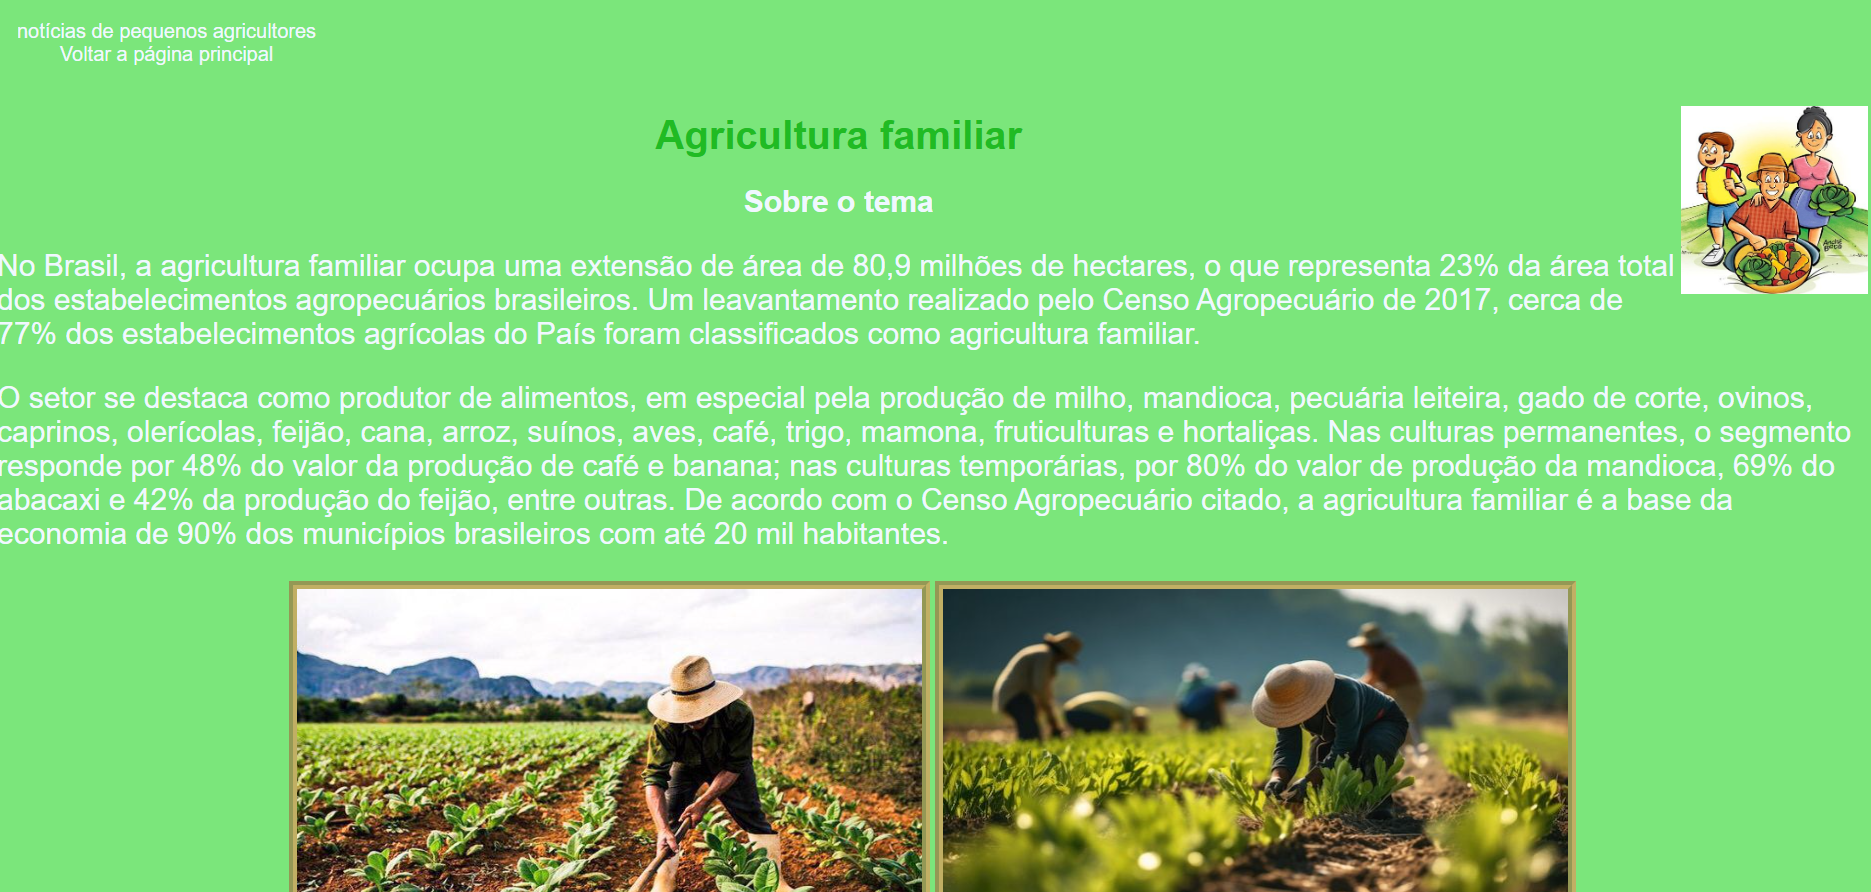 notícias de pequenos agricultores
Voltar a página principal
Agricultura familiar
Sobre o tema
No Brasil, a agricultura familiar ocupa uma extensão de área de 80,9 milhões de hectares, o que representa 23% da área total
dos estabelecimentos agropecuários brasileiros. Um leavantamento realizado pelo Censo Agropecuário de 2017, cerca de
77% dos estabelecimentos agrícolas do País foram classificados como agricultura familiar.
O setor se destaca como produtor de alimentos, em especial pela produção de milho, mandioca, pecuária leiteira, gado de corte, ovinos,
caprinos, olerícolas, feijão, cana, arroz, suínos, aves, café, trigo, mamona, fruticulturas e hortaliças. Nas culturas permanentes, o segmento
responde por 48% do valor da produção de café e banana; nas culturas temporárias, por 80% do valor de produção da mandioca, 69% do
abacaxi e 42% da produção do feijão, entre outras. De acordo com o Censo Agropecuário citado, a agricultura familiar é a base da
economia de 90% dos municípios brasileiros com até 20 mil habitantes.